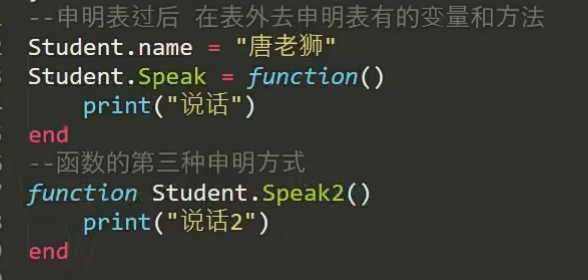 --申明表过后 在表外去申明表有的变量和方法
Student.name = "唐老狮"
Student.Speak = function()
    print("说话")
end
--函数的第三种申明方式
function Student.Speak2()
    print("说话2")
end